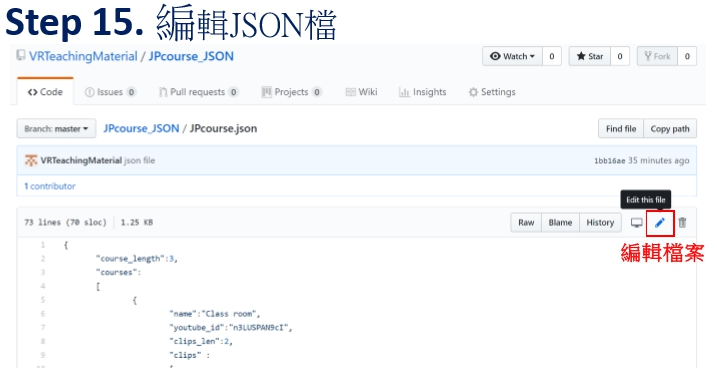 Step 15. 編輯JSON檔
VRTeachingMaterial / JPcourse_JSON
Watch 0 Star 0 Fork 0
Code Issues 0 Pull requests 0 Projects 0 Wiki Insights Settings
Branch: master JPcourse_JSON / JPcourse.json Find file Copy path
VRTeachingMaterial json file 1bb16ae 35 minutes ago
1 contributor
Edit this file
73 lines (70 sloc) 1.25 KB Raw Blame History
編輯檔案
1 {
2 "course_length":3,
3 "courses":
4 [
5 {
6 "name":"Class room",
7 "youtube_id":"n3LUSPAN9cI",
8 "clips_len":2,
9 "clips" :